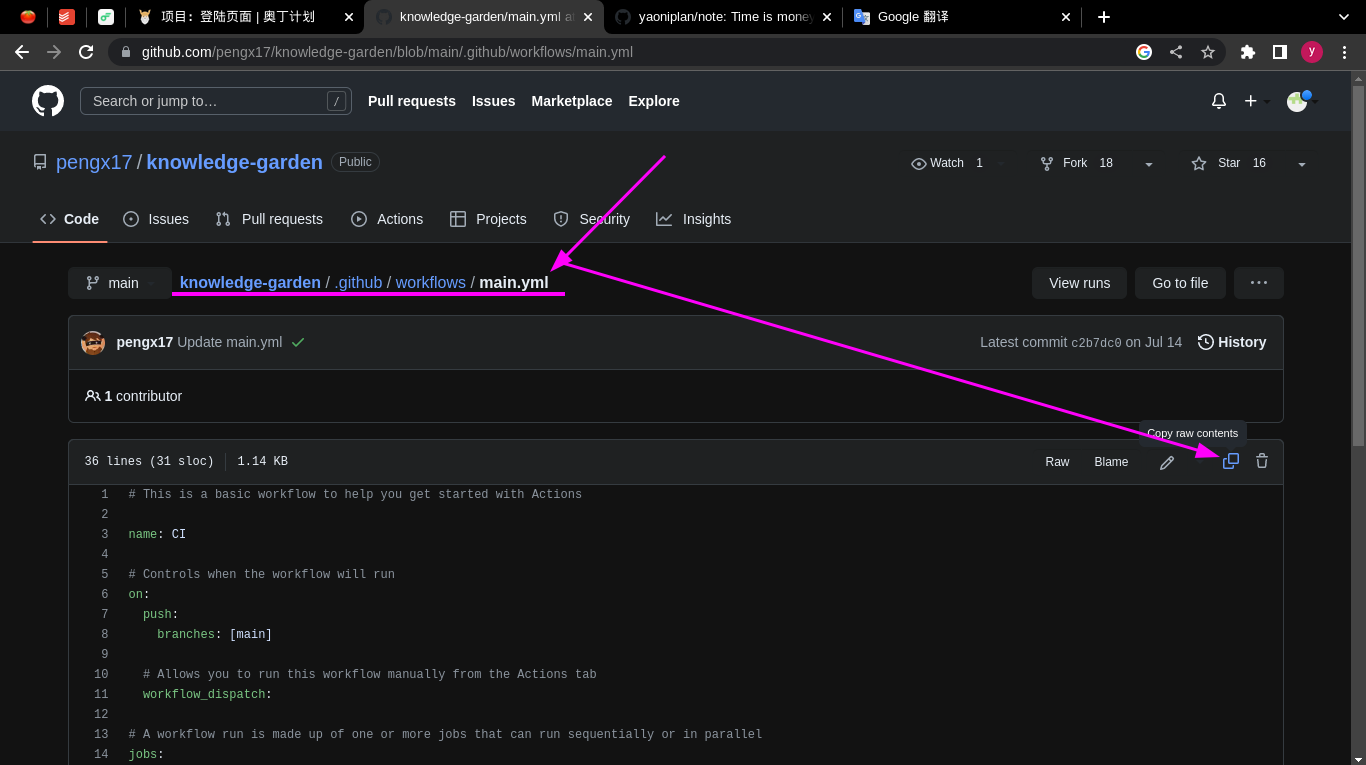 项目: 登陆页面 | 奥丁计划
knowledge-garden/main.yml a
yaoniplan/note: Time is money
Google 翻译
github.com/pengx17/knowledge-garden/blob/main/.github/workflows/main.yml
y
Search or jump to…
/
Pull requests
Issues
Marketplace
Explore
pengx17 / knowledge-garden
Public
Watch 1
Fork 18
Star 16
Code
Issues
Pull requests
Actions
Projects
Security
Insights
main
knowledge-garden / .github / workflows / main.yml
View runs
Go to file
pengx17 Update main.yml
Latest commit c2b7dc0 on Jul 14
History
1 contributor
Copy raw contents
36 lines (31 sloc)
1.14 KB
Raw
Blame
1 # This is a basic workflow to help you get started with Actions
2
3 name: CI
4
5 # Controls when the workflow will run
6 on:
7   push:
8     branches: [main]
9
10   # Allows you to run this workflow manually from the Actions tab
11   workflow_dispatch:
12
13 # A workflow run is made up of one or more jobs that can run sequentially or in parallel
14 jobs: